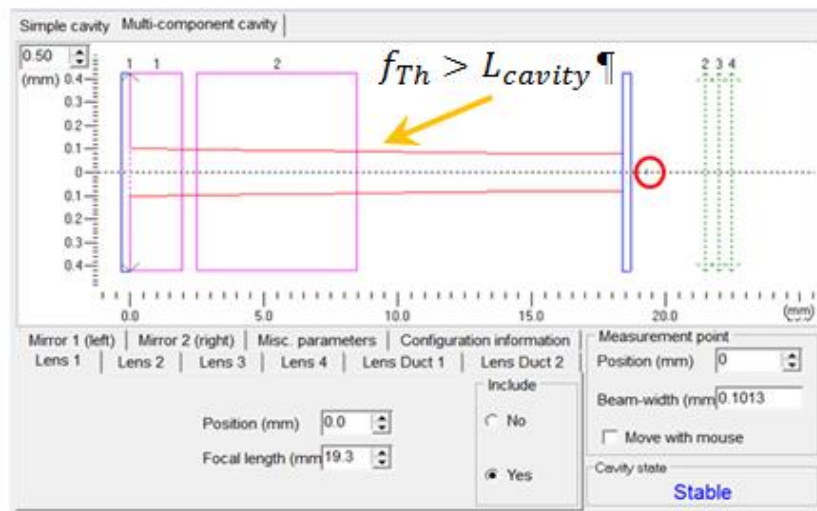 Simple cavity Multi-component cavity
0.50
1 1 2 2 3 4
f_{Th} > L_{cavity} ¶
(mm) 0.4
0.3
0.2
0.1
0
0.1
0.2
0.3
0.4
0.0 5.0 10.0 15.0 20.0 (mm)
Mirror 1 (left) Mirror 2 (right) Misc. parameters Configuration information
Lens 1 Lens 2 Lens 3 Lens 4 Lens Duct 1 Lens Duct 2
Position (mm) 0.0
Focal length (mm 19.3
Include
No
Yes
Measurement point
Position (mm) 0
Beam-width (mm 0.1013
Move with mouse
Cavity state
Stable